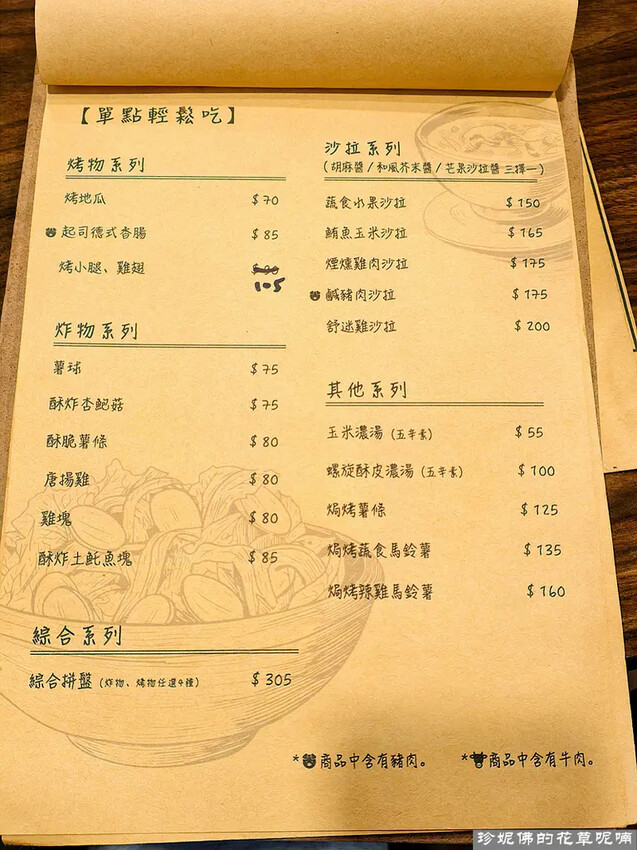 【單點輕鬆吃】
烤物系列
烤地瓜 $70
起司德式香腸 $85
烤小腿、雞翅 $90 105
炸物系列
薯球 $75
酥炸杏鮑菇 $75
酥脆薯條 $80
唐揚雞 $80
雞塊 $80
酥炸土魠魚塊 $85
綜合系列
綜合拼盤 (炸物、烤物任選4種) $305
沙拉系列
(胡麻醬/和風芥末醬/芒果沙拉醬 三擇一)
蔬食水果沙拉 $150
鮪魚玉米沙拉 $165
煙燻雞肉沙拉 $175
鹹豬肉沙拉 $175
舒迷雞沙拉 $200
其他系列
玉米濃湯 (五辛素) $55
螺旋酥皮濃湯 (五辛素) $100
焗烤薯條 $125
焗烤蔬食馬鈴薯 $135
焗烤辣雞馬鈴薯 $160
* 商品中含有豬肉。 * 商品中含有牛肉。
珍妮佛的花草呢喃